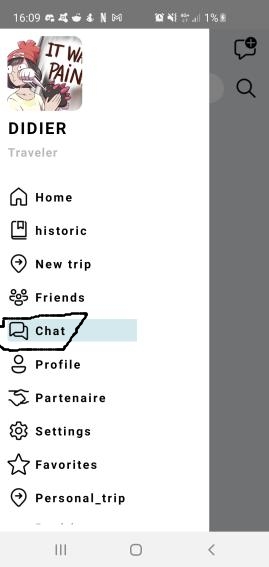 16:09
1%
IT WA
PAIN
DIDIER
Traveler
Home
historic
New trip
Friends
Chat
Profile
Partenaire
Settings
Favorites
Personal_trip